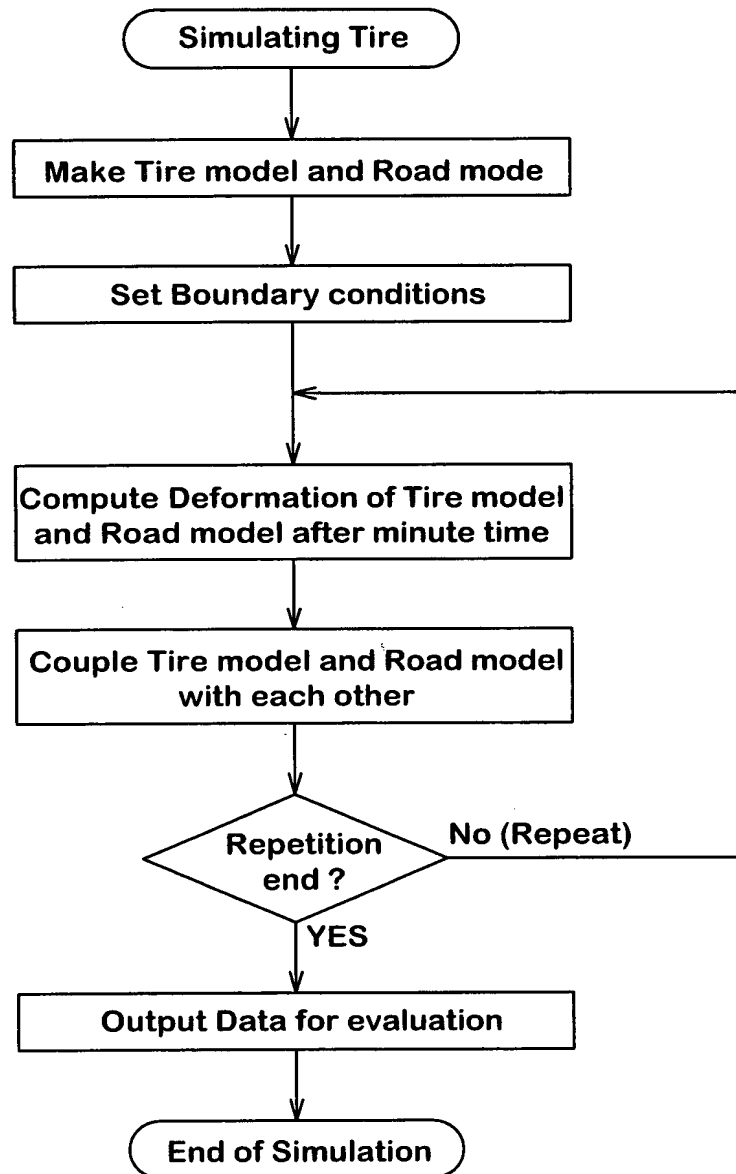 Simulating Tire
Make Tire model and Road mode
Set Boundary conditions
Compute Deformation of Tire model
and Road model after minute time
Couple Tire model and Road model
with each other
Repetition
end ?
No (Repeat)
YES
Output Data for evaluation
End of Simulation